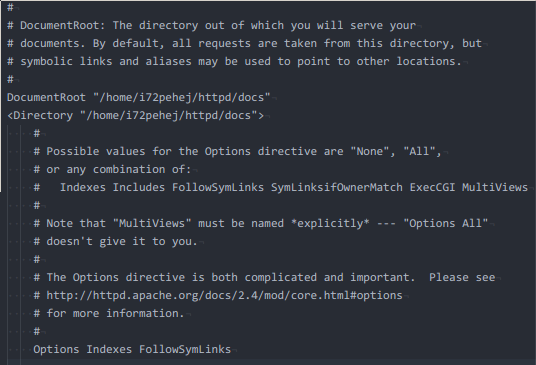 #
# DocumentRoot: The directory out of which you will serve your
# documents. By default, all requests are taken from this directory, but
# symbolic links and aliases may be used to point to other locations.
#
DocumentRoot "/home/i72pehej/httpd/docs"
<Directory "/home/i72pehej/httpd/docs">
    #
    # Possible values for the Options directive are "None", "All",
    # or any combination of:
    #   Indexes Includes FollowSymLinks SymLinksifOwnerMatch ExecCGI MultiViews
    #
    # Note that "MultiViews" must be named *explicitly* --- "Options All"
    # doesn't give it to you.
    #
    # The Options directive is both complicated and important.  Please see
    # http://httpd.apache.org/docs/2.4/mod/core.html#options
    # for more information.
    #
    Options Indexes FollowSymLinks